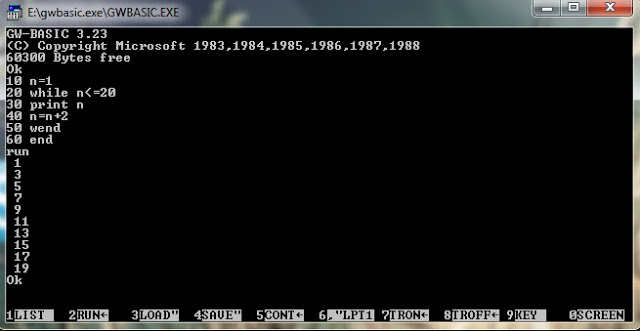 E:\gwbasic.exe\GWBASIC.EXE
GW-BASIC 3.23
(C) Copyright Microsoft 1983,1984,1985,1986,1987,1988
60300 Bytes free
Ok
10 n=1
20 while n<=20
30 print n
40 n=n+2
50 wend
60 end
run
1
3
5
7
9
11
13
15
17
19
Ok
1LIST 2RUN← 3LOAD" 4SAVE" 5CONT← 6,"LPT1 7TRON← 8TROFF← 9KEY 0SCREEN